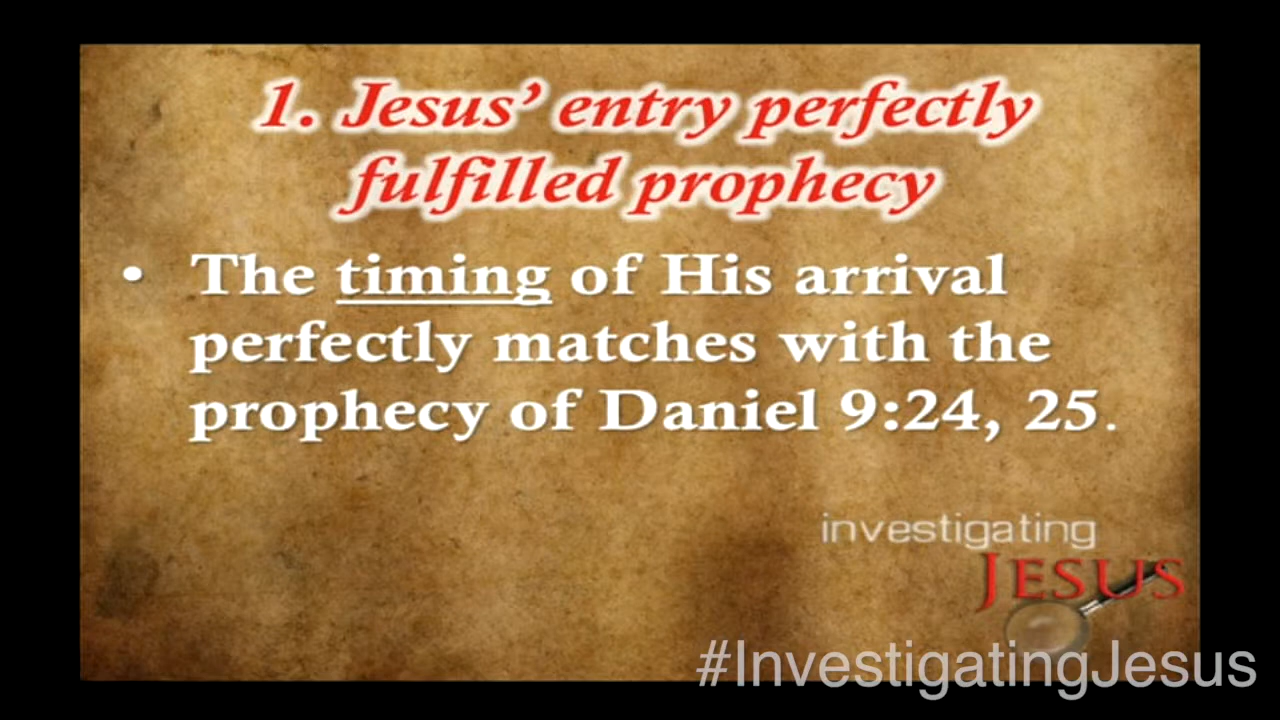 1. Jesus’ entry perfectly
fulfilled prophecy
• The timing of His arrival
perfectly matches with the
prophecy of Daniel 9:24, 25.
investigating
JESUS
#InvestigatingJesus